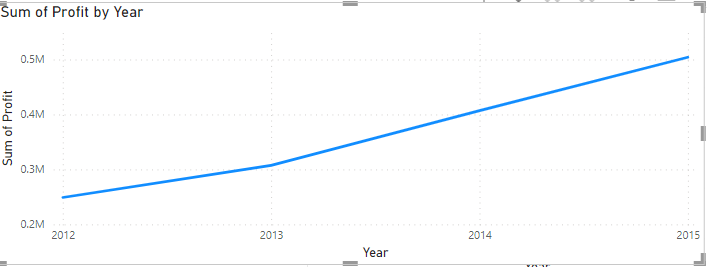 Sum of Profit by Year
0.5M
0.4M
0.3M
0.2M
Sum of Profit
2012 2013 2014 2015
Year